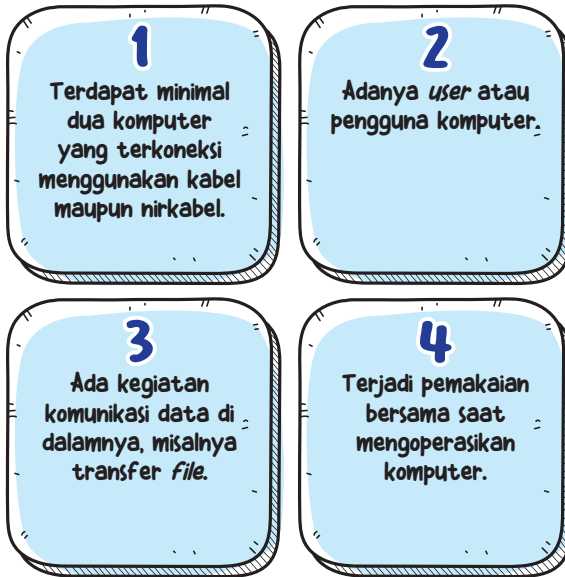 1
Terdapat minimal
dua komputer
yang terkoneksi
menggunakan kabel
maupun nirkabel.
2
Adanya user atau
pengguna komputer.
3
Ada kegiatan
komunikasi data di
dalamnya, misalnya
transfer file.
4
Terjadi pemakaian
bersama saat
mengoperasikan
komputer.